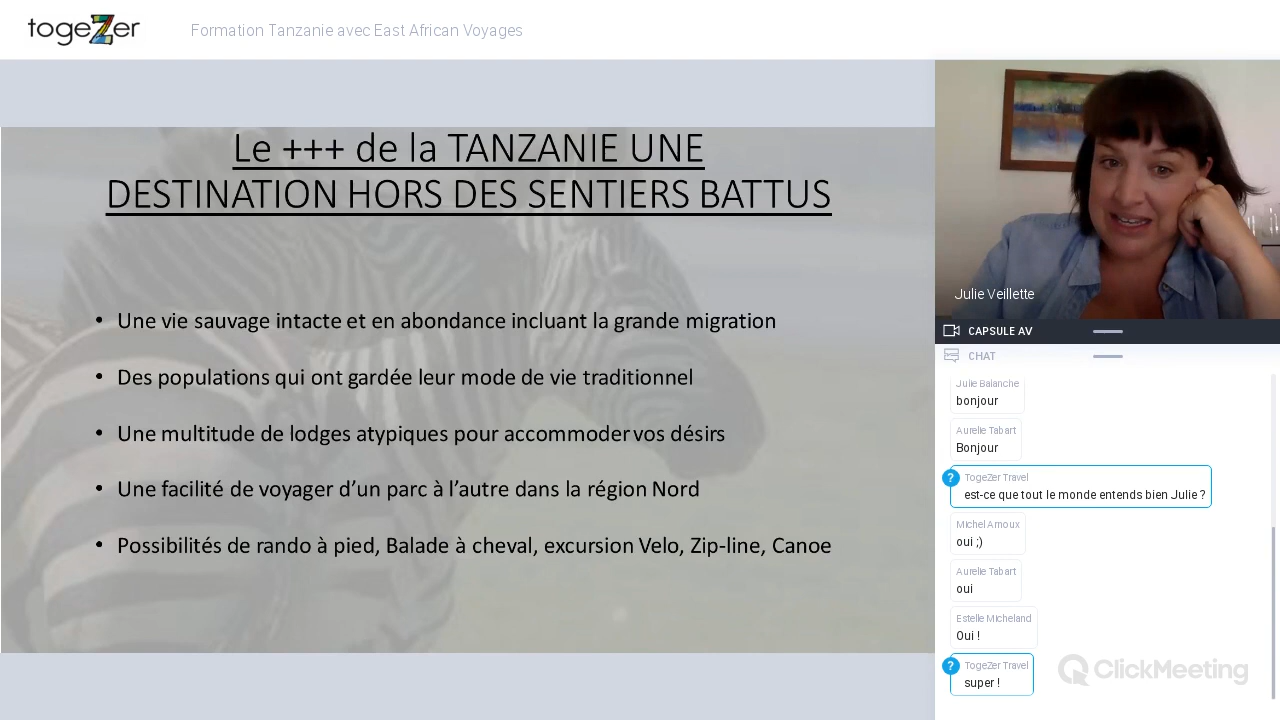 togeZer
Formation Tanzanie avec East African Voyages
Le +++ de la TANZANIE UNE
DESTINATION HORS DES SENTIERS BATTUS
• Une vie sauvage intacte et en abondance incluant la grande migration
• Des populations qui ont gardée leur mode de vie traditionnel
• Une multitude de lodges atypiques pour accommoder vos désirs
• Une facilité de voyager d’un parc à l’autre dans la région Nord
• Possibilités de rando à pied, Balade à cheval, excursion Velo, Zip-line, Canoe
Julie Veillette
CAPSULE AV
CHAT
Julie Balanche
bonjour
Aurelie Tabart
Bonjour
?
TogeZer Travel
est-ce que tout le monde entends bien Julie ?
Michel Arnoux
oui ;)
Aurelie Tabart
oui
Estelle Micheland
Oui !
?
TogeZer Travel
super !
ClickMeeting